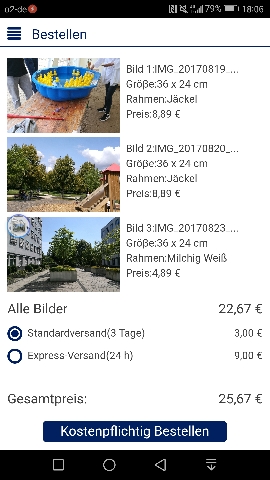 o2-de
79%
18:06
Bestellen
Bild 1:IMG_20170819_...
Größe:36 x 24 cm
Rahmen:Jäckel
Preis:8,89 €
Bild 2:IMG_20170820_...
Größe:36 x 24 cm
Rahmen:Jäckel
Preis:8,89 €
Bild 3:IMG_20170823_...
Größe:36 x 24 cm
Rahmen:Milchig Weiß
Preis:4,89 €
Alle Bilder 22,67 €
Standardversand(3 Tage) 3,00 €
Express-Versand(24 h) 9,00 €
Gesamtpreis: 25,67 €
Kostenpflichtig Bestellen